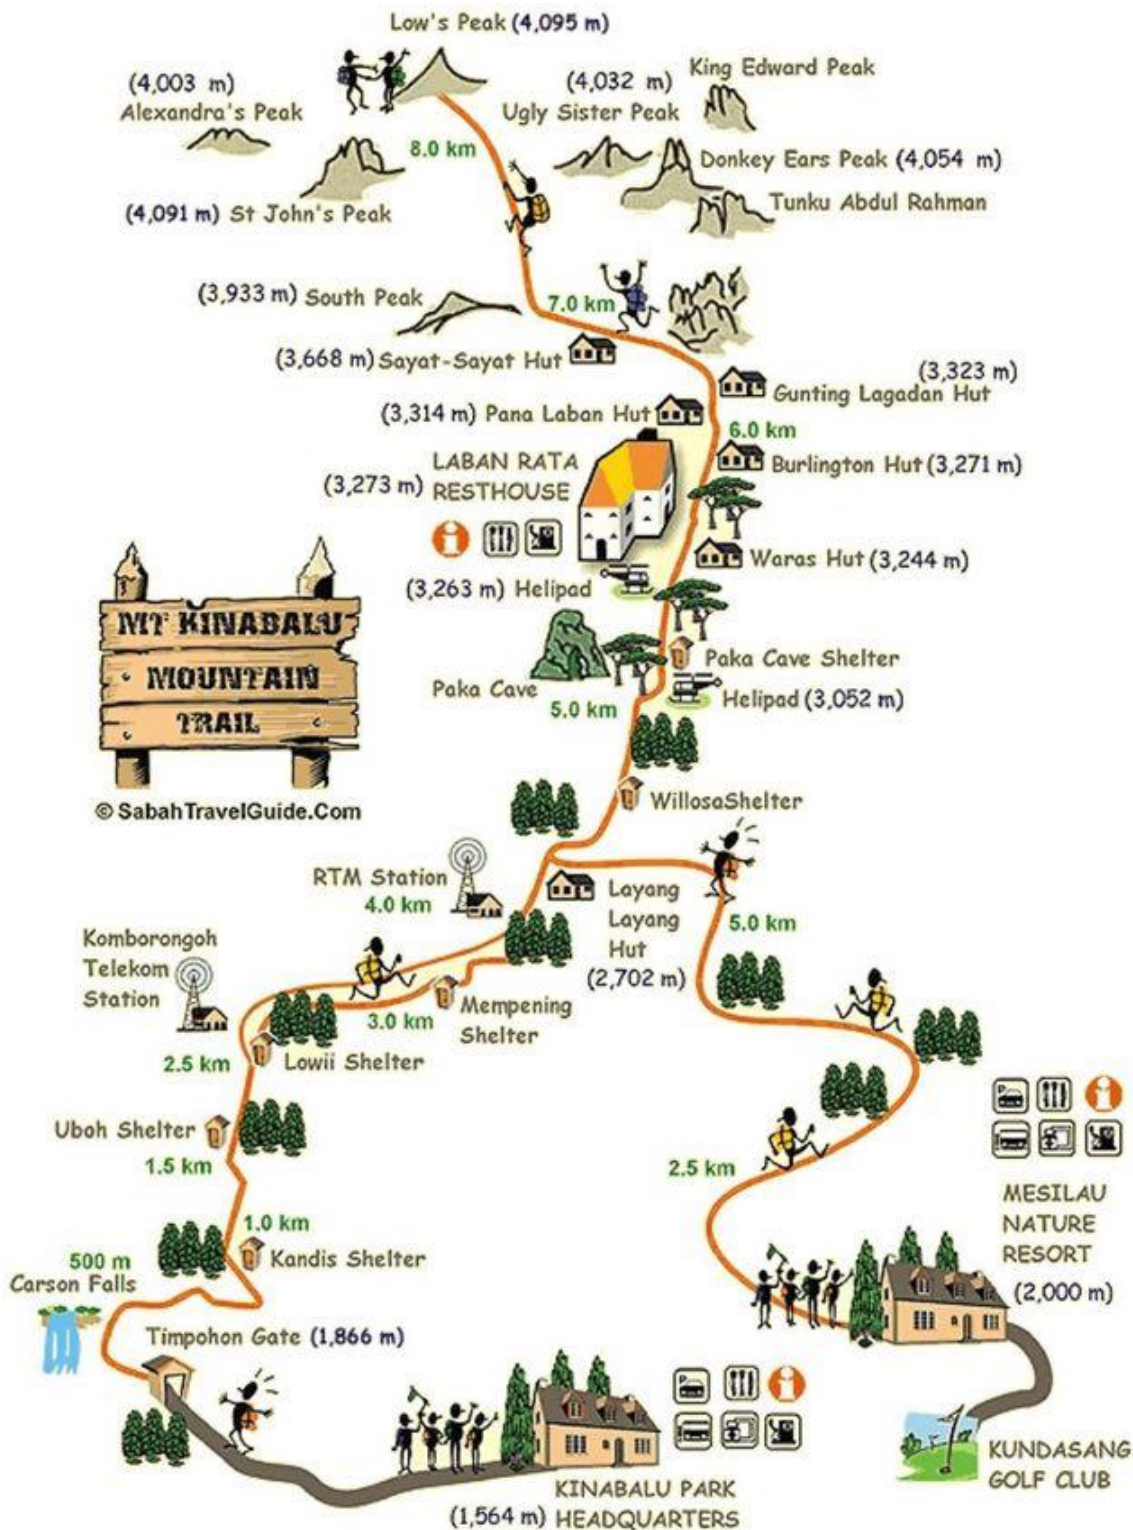 Low's Peak (4,095 m)
(4,003 m)
Alexandra's Peak
(4,032 m)
Ugly Sister Peak
King Edward Peak
8.0 km
Donkey Ears Peak (4,054 m)
(4,091 m) St John's Peak
Tunku Abdul Rahman
(3,933 m) South Peak
7.0 km
(3,668 m) Sayat-Sayat Hut
(3,323 m)
Gunting Lagadan Hut
(3,314 m) Pana Laban Hut
6.0 km
(3,273 m) LABAN RATA
RESTHOUSE
Burlington Hut (3,271 m)
Waras Hut (3,244 m)
(3,263 m) Helipad
MT KINABALU
MOUNTAIN
TRAIL
© SabahTravelGuide.Com
Paka Cave Shelter
Paka Cave
5.0 km
Helipad (3,052 m)
WillosaShelter
RTM Station
4.0 km
Layang
Layang
Hut
(2,702 m)
5.0 km
Komborongoh
Telekom
Station
Mempening
Shelter
3.0 km
2.5 km
Lowii Shelter
Uboh Shelter
1.5 km
2.5 km
P
i
MESILAU
NATURE
RESORT
(2,000 m)
1.0 km
Kandis Shelter
500 m
Carson Falls
Timpohon Gate (1,866 m)
P
i
KINABALU PARK
(1,564 m) HEADQUARTERS
KUNDASANG
GOLF CLUB